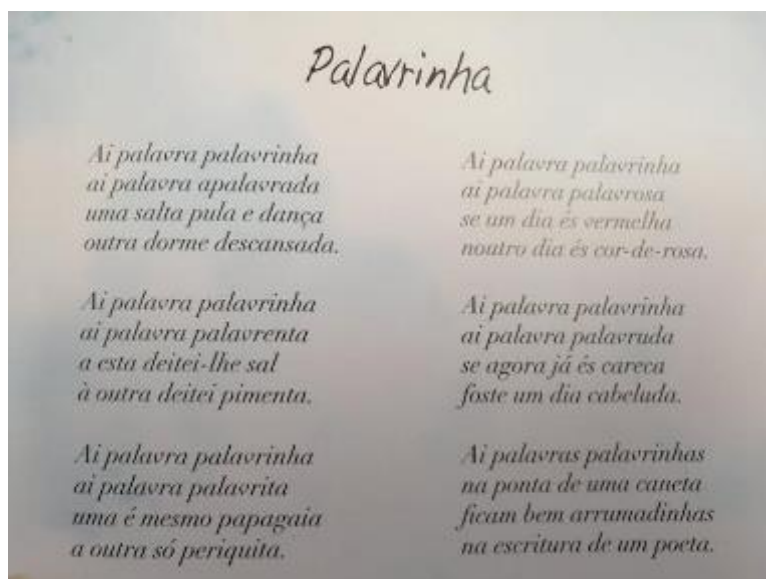 Palavrinha
Ai palavra palavrinha
ai palavra apalavrada
uma salta pula e dança
outra dorme descansada.
Ai palavra palavrinha
ai palavra palavrenta
a esta deitei-lhe sal
à outra deitei pimenta.
Ai palavra palavrinha
ai palavra palavrita
uma é mesmo papagaia
a outra só periquita.
Ai palavra palavrinha
ai palavra palavrosa
se um dia és vermelha
noutro dia és cor-de-rosa.
Ai palavra palavrinha
ai palavra palavruda
se agora já és careca
foste um dia cabeluda.
Ai palavras palavrinhas
na ponta de uma caneta
ficam bem arrumadinhas
na escritura de um poeta.